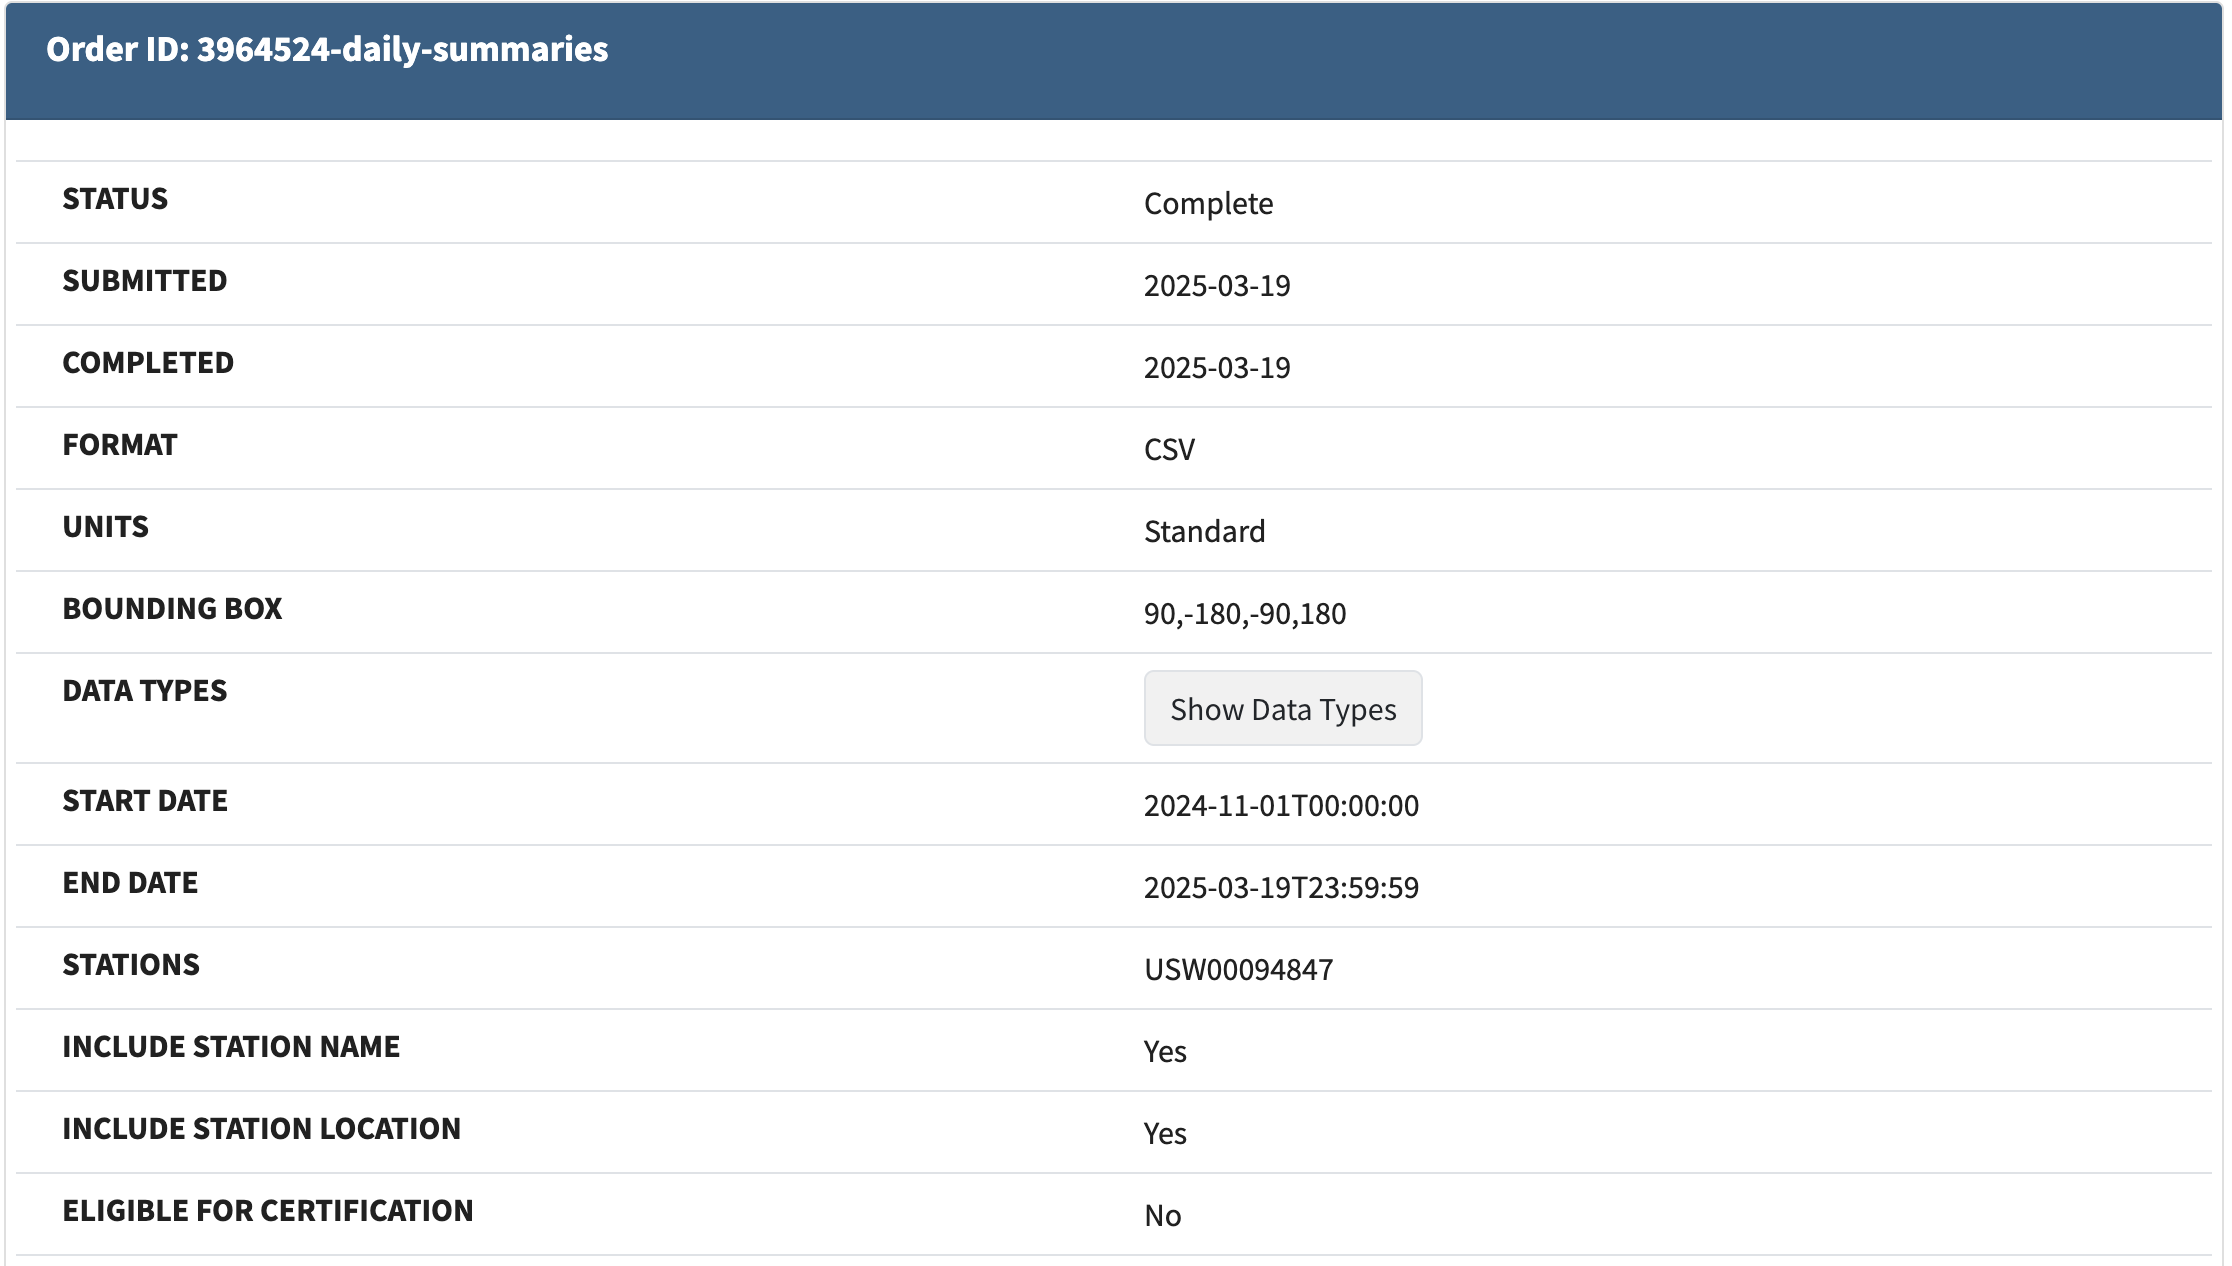 Order ID: 3964524-daily-summaries
STATUS Complete
SUBMITTED 2025-03-19
COMPLETED 2025-03-19
FORMAT CSV
UNITS Standard
BOUNDING BOX 90,-180,-90,180
DATA TYPES Show Data Types
START DATE 2024-11-01T00:00:00
END DATE 2025-03-19T23:59:59
STATIONS USW00094847
INCLUDE STATION NAME Yes
INCLUDE STATION LOCATION Yes
ELIGIBLE FOR CERTIFICATION No